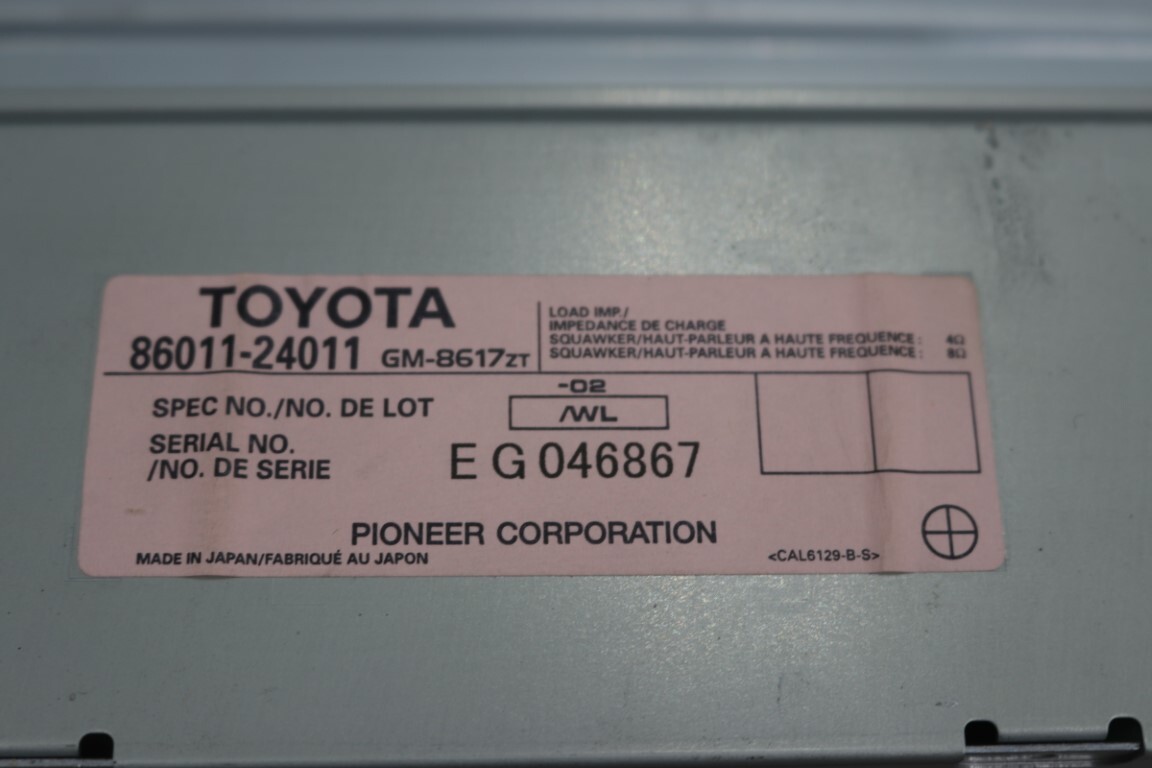 TOYOTA
86011-24011 GM-8617ZT
LOAD IMP./
IMPEDANCE DE CHARGE
SQUAWKER/HAUT-PARLEUR A HAUTE FREQUENCE: 4Ω
SQUAWKER/HAUT-PARLEUR A HAUTE FREQUENCE: 8Ω
-02
SPEC NO./NO. DE LOT /WL
SERIAL NO.
/NO. DE SERIE EG046867
PIONEER CORPORATION
MADE IN JAPAN/FABRIQUÉ AU JAPON <CAL6129-B-S>